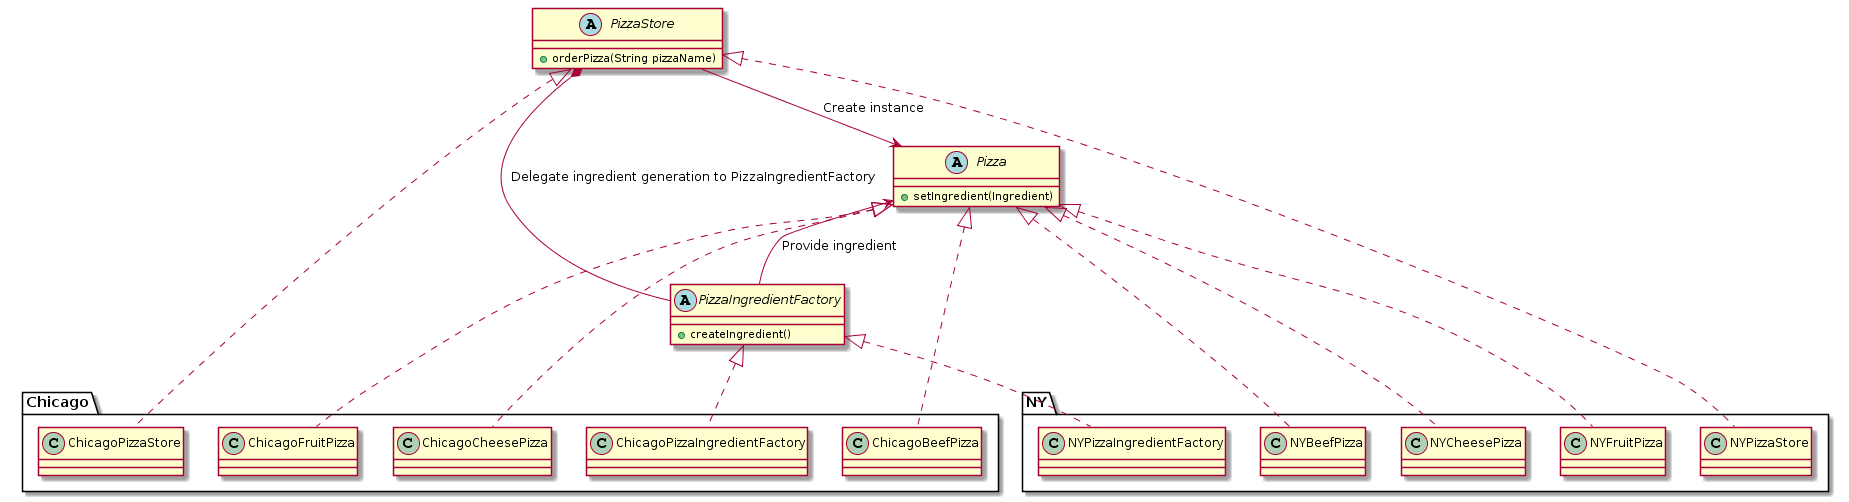 A PizzaStore
orderPizza(String pizzaName)
Create instance
A Pizza
setIngredient(Ingredient)
Delegate ingredient generation to PizzaIngredientFactory
Provide ingredient
A PizzaIngredientFactory
createIngredient()
Chicago
C ChicagoPizzaStore
C ChicagoFruitPizza
C ChicagoCheesePizza
C ChicagoPizzaIngredientFactory
C ChicagoBeefPizza
NY
C NYPizzaIngredientFactory
C NYBeefPizza
C NYCheesePizza
C NYFruitPizza
C NYPizzaStore